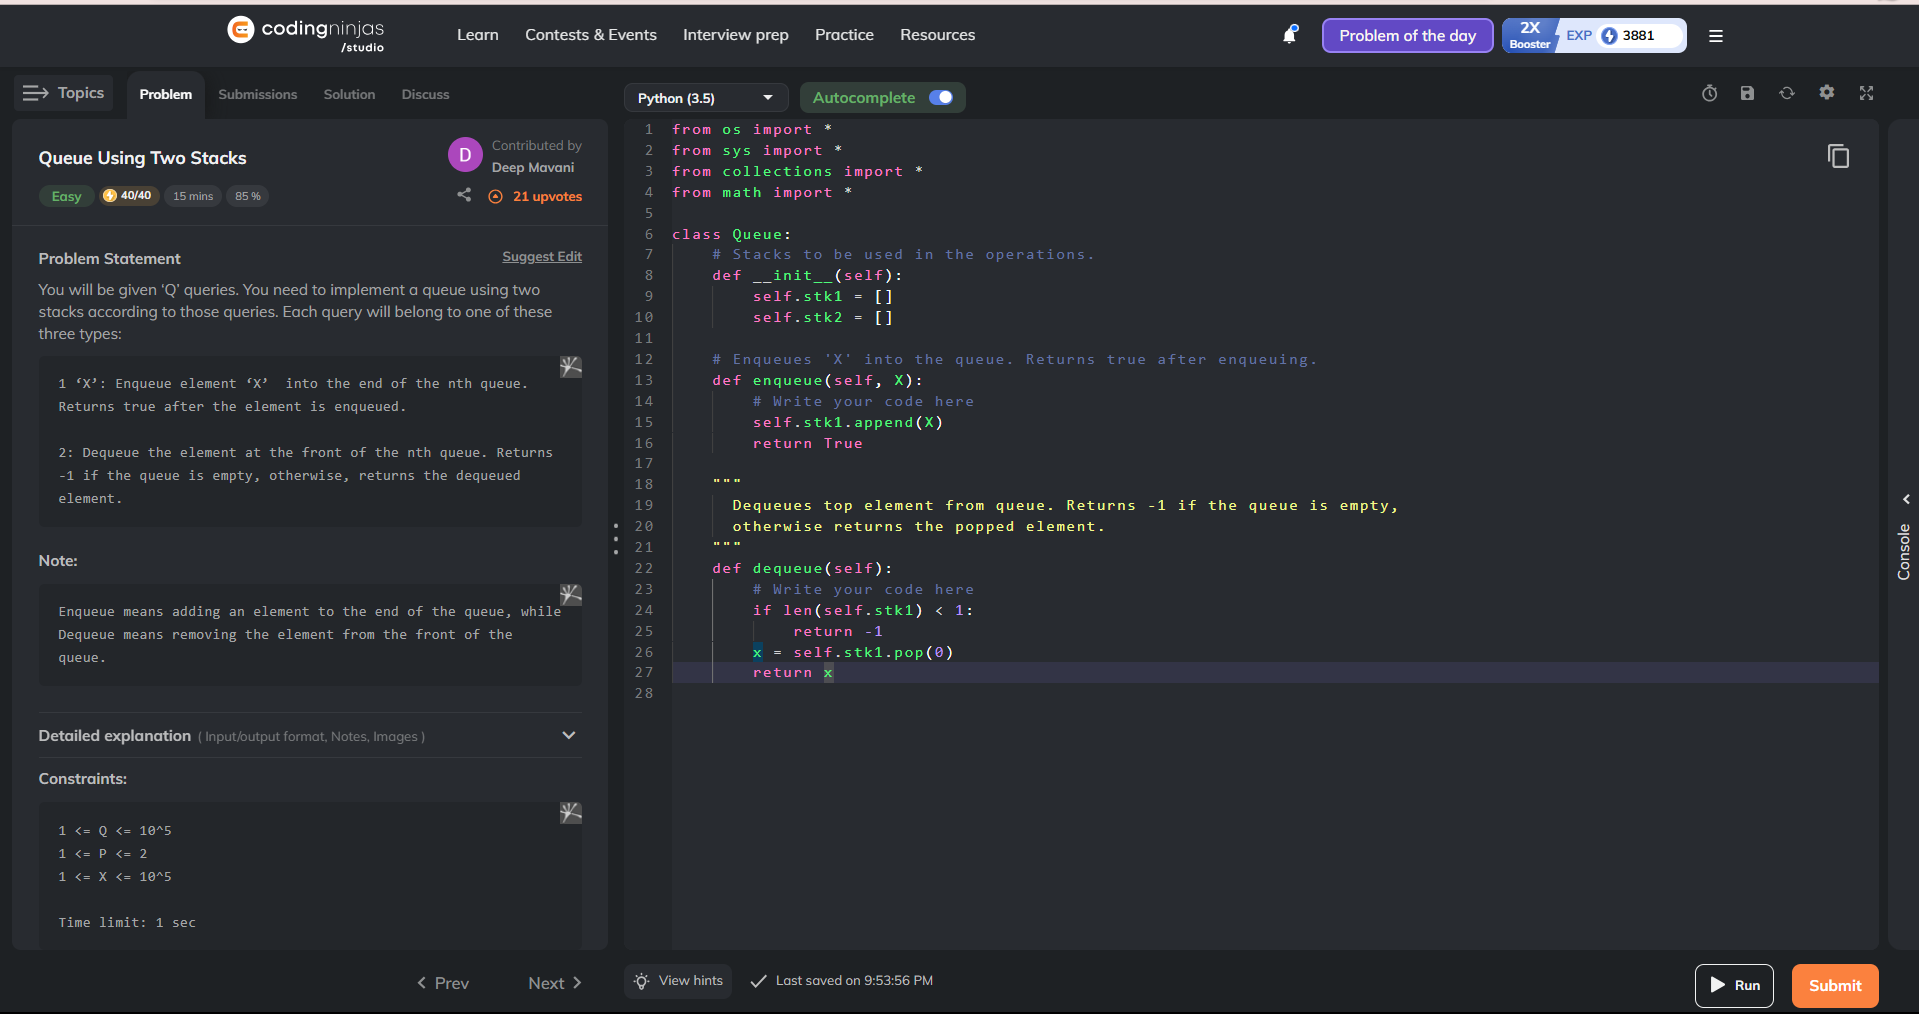 codingninjas
/studio
Learn
Contests & Events
Interview prep
Practice
Resources
Problem of the day
2X
Booster
EXP
3881
Topics
Problem
Submissions
Solution
Discuss
Queue Using Two Stacks
D
Contributed by
Deep Mavani
Easy
40/40
15 mins
85 %
21 upvotes
Problem Statement
Suggest Edit
You will be given ‘Q’ queries. You need to implement a queue using two
stacks according to those queries. Each query will belong to one of these
three types:
1 ‘X’: Enqueue element ‘X’  into the end of the nth queue.
Returns true after the element is enqueued.
2: Dequeue the element at the front of the nth queue. Returns
-1 if the queue is empty, otherwise, returns the dequeued
element.
Note:
Enqueue means adding an element to the end of the queue, while
Dequeue means removing the element from the front of the
queue.
Detailed explanation ( Input/output format, Notes, Images )
Constraints:
1 <= Q <= 10^5
1 <= P <= 2
1 <= X <= 10^5
Time limit: 1 sec
Prev
Next
Python (3.5)
Autocomplete
1 from os import *
2 from sys import *
3 from collections import *
4 from math import *
5
6 class Queue:
7     # Stacks to be used in the operations.
8     def __init__(self):
9         self.stk1 = []
10         self.stk2 = []
11
12     # Enqueues 'X' into the queue. Returns true after enqueuing.
13     def enqueue(self, X):
14         # Write your code here
15         self.stk1.append(X)
16         return True
17
18     """
19       Dequeues top element from queue. Returns -1 if the queue is empty,
20       otherwise returns the popped element.
21     """
22     def dequeue(self):
23         # Write your code here
24         if len(self.stk1) < 1:
25             return -1
26         x = self.stk1.pop(0)
27         return x
28
Console
View hints
Last saved on 9:53:56 PM
Run
Submit